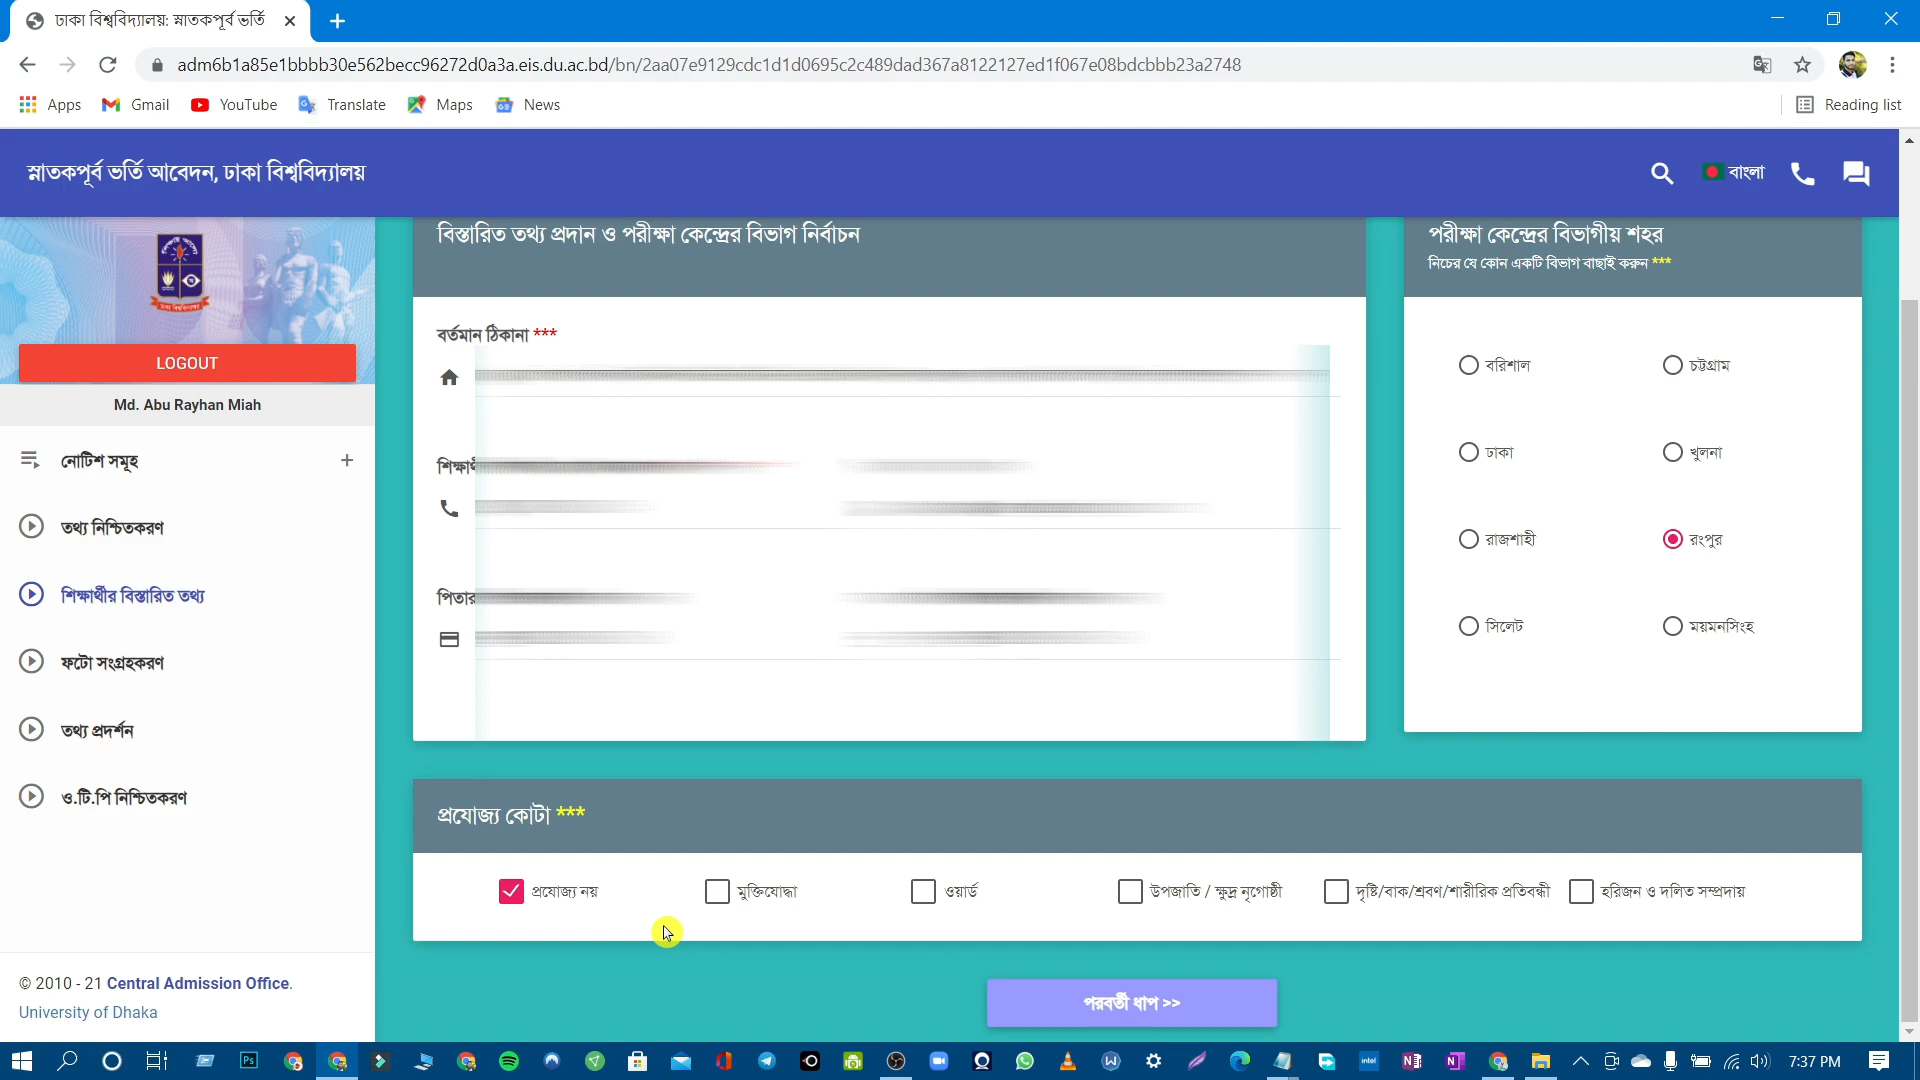 ঢাকা বিশ্ববিদ্যালয়: স্নাতকপূর্ব ভর্তি
adm6b1a85e1bbbb30e562becc96272d0a3a.eis.du.ac.bd/bn/2aa07e9129cdc1d1d0695c2c489dad367a8122127ed1f067e08bdcbbb23a2748
Apps Gmail YouTube Translate Maps News Reading list
স্নাতকপূর্ব ভর্তি আবেদন, ঢাকা বিশ্ববিদ্যালয় বাংলা
LOGOUT
Md. Abu Rayhan Miah
নোটিশ সমূহ +
তথ্য নিশ্চিতকরণ
শিক্ষার্থীর বিস্তারিত তথ্য
ফটো সংগ্রহকরণ
তথ্য প্রদর্শন
ও.টি.পি নিশ্চিতকরণ
© 2010 - 21 Central Admission Office.
University of Dhaka
বিস্তারিত তথ্য প্রদান ও পরীক্ষা কেন্দ্রের বিভাগ নির্বাচন
বর্তমান ঠিকানা ***
পরীক্ষা কেন্দ্রের বিভাগীয় শহর
নিচের যে কোন একটি বিভাগ বাছাই করুন ***
বরিশাল চট্টগ্রাম
ঢাকা খুলনা
রাজশাহী রংপুর
সিলেট ময়মনসিংহ
প্রযোজ্য কোটা ***
প্রযোজ্য নয় মুক্তিযোদ্ধা ওয়ার্ড উপজাতি / ক্ষুদ্র নৃগোষ্ঠী দৃষ্টি/বাক/শ্রবণ/শারীরিক প্রতিবন্ধী হরিজন ও দলিত সম্প্রদায়
পরবর্তী ধাপ >>
7:37 PM